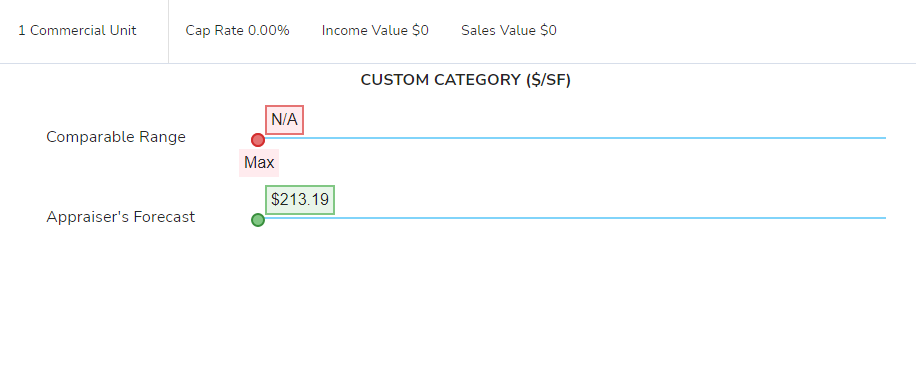 1 Commercial Unit Cap Rate 0.00% Income Value $0 Sales Value $0
CUSTOM CATEGORY ($/SF)
N/A
Comparable Range
Max
$213.19
Appraiser's Forecast